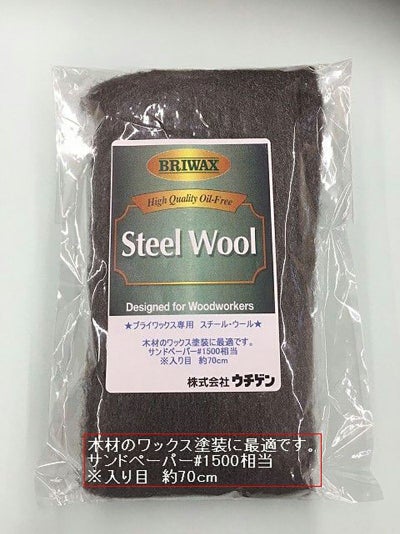 BRIWAX
High Quality Oil-Free
Steel Wool
Designed for Woodworkers
★ブライワックス専用 スチール・ウール★
木材のワックス塗装に最適です。
サンドペーパー#1500相当
※入り目 約70cm
株式会社 ウチゲン
木材のワックス塗装に最適です。
サンドペーパー#1500相当
※入り目 約70cm